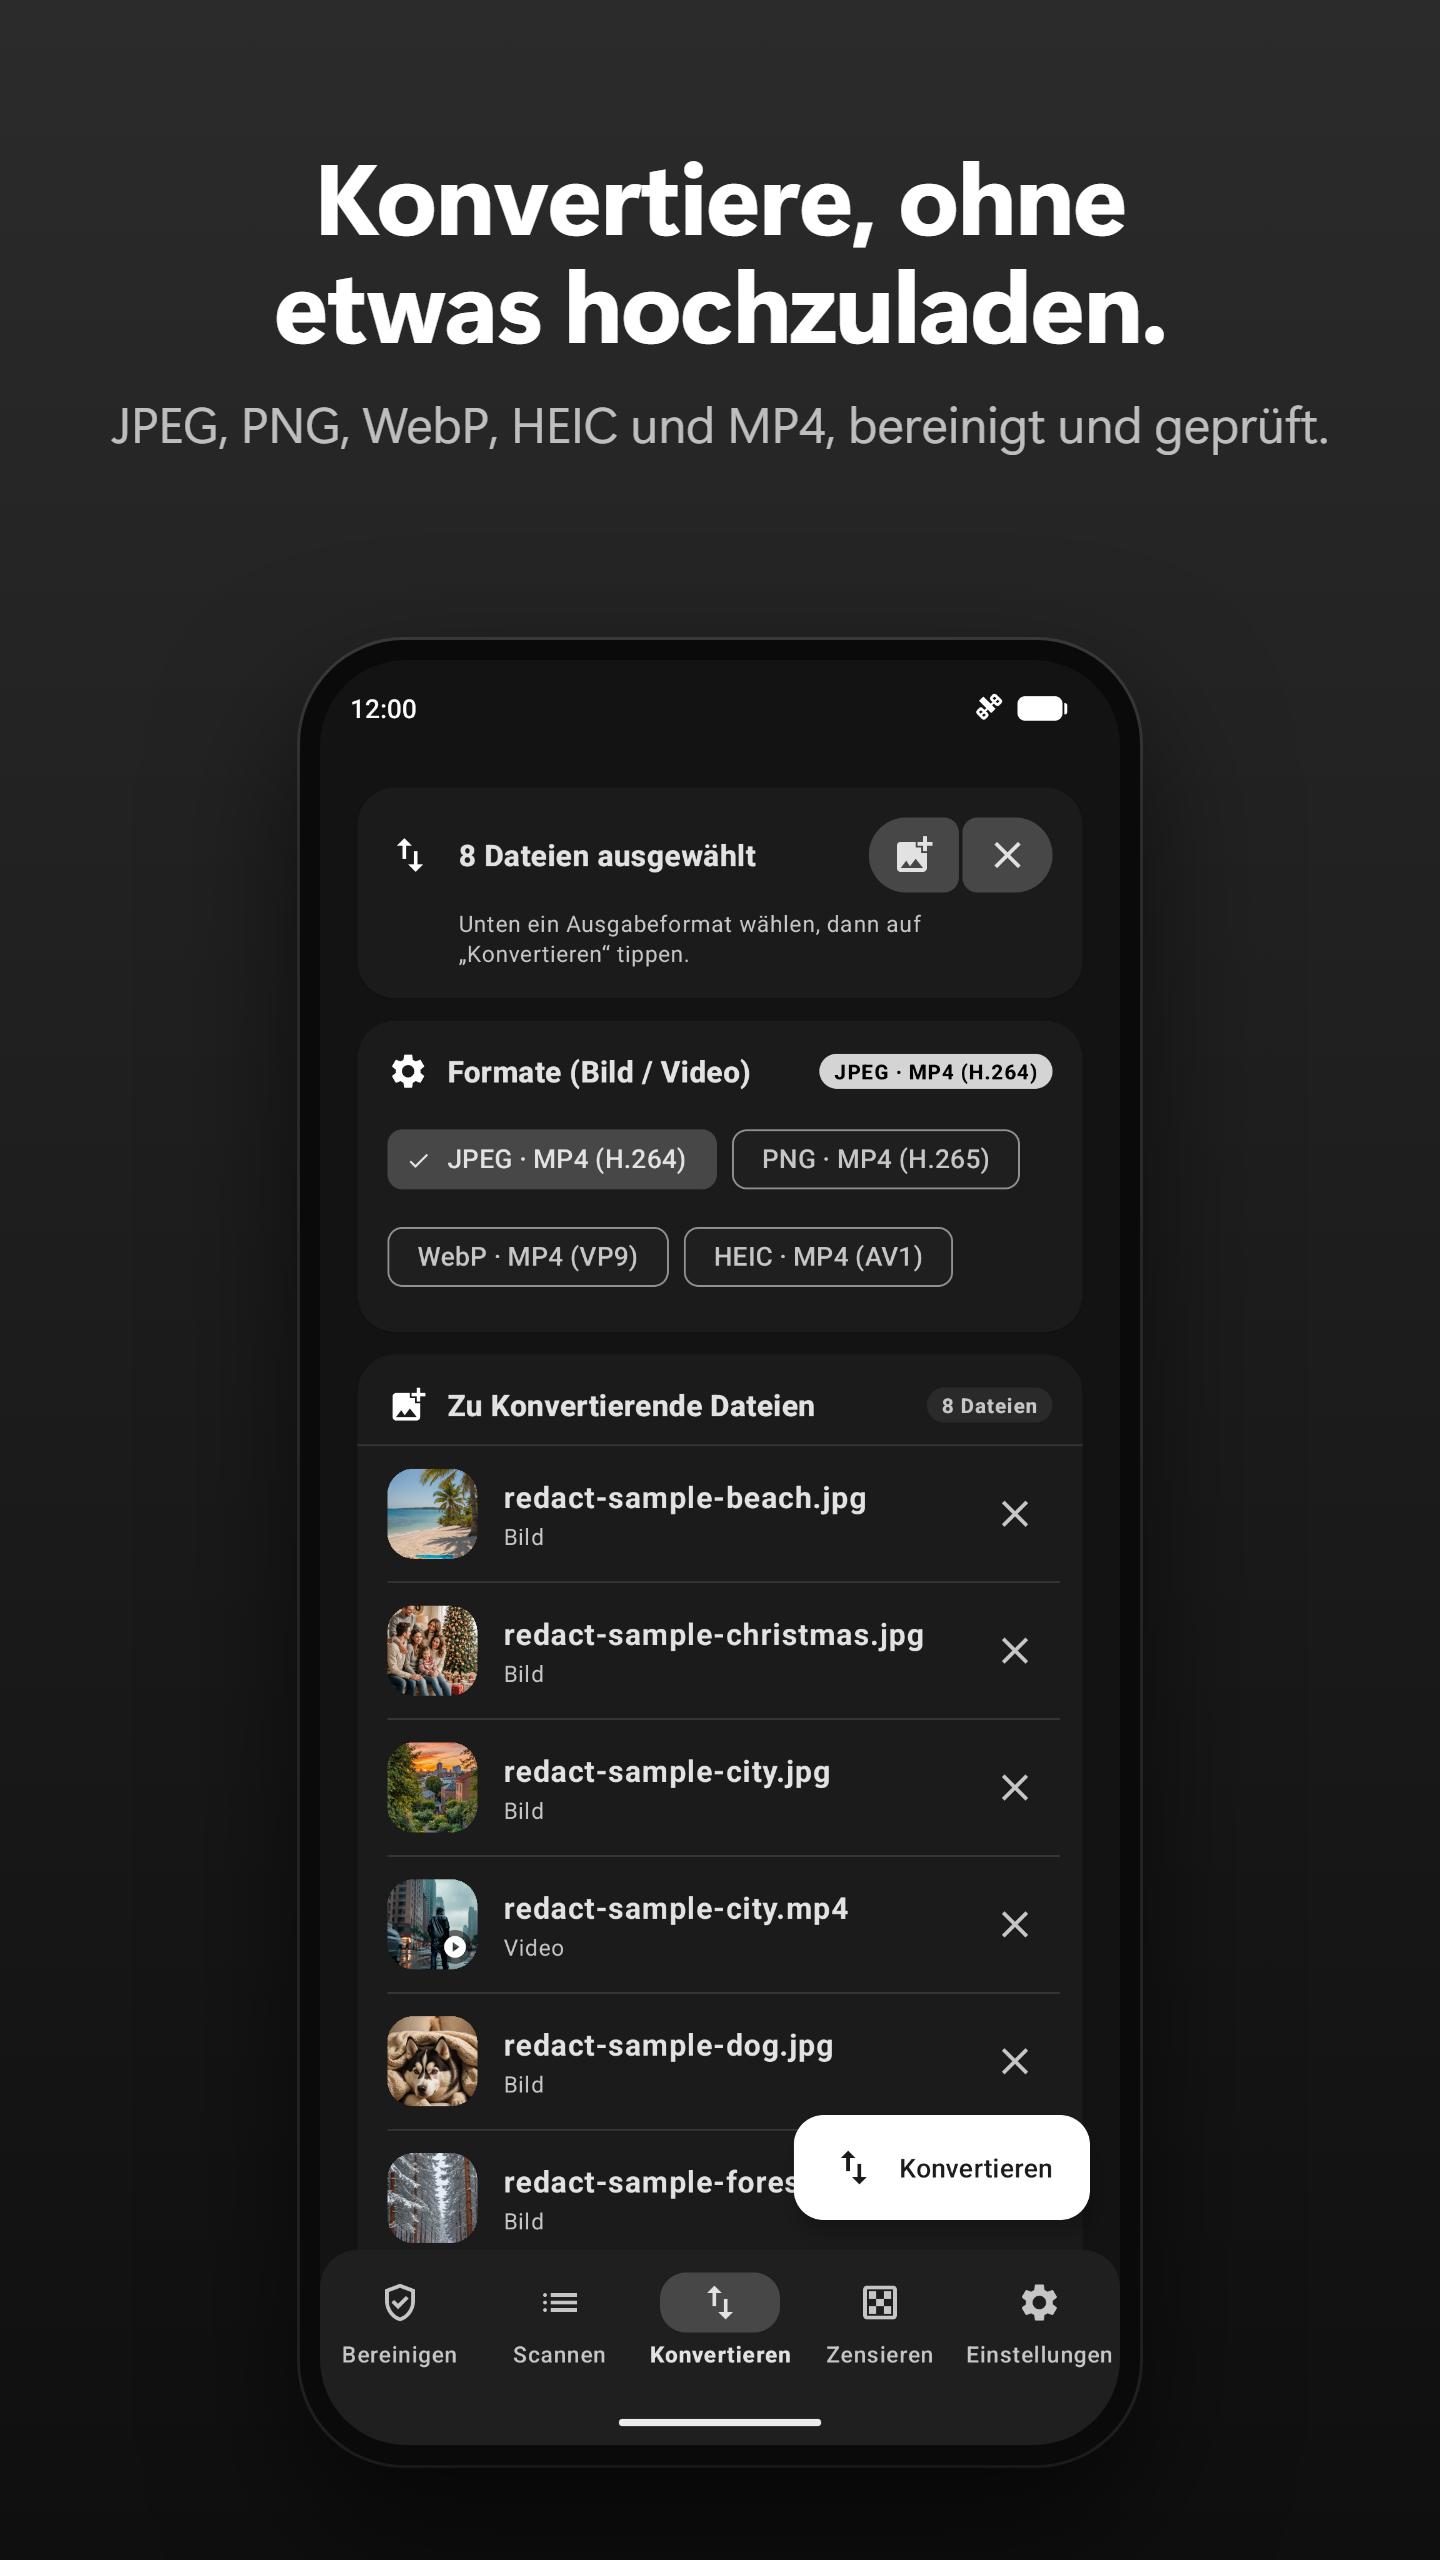 Konvertiere, ohne
etwas hochzuladen.
JPEG, PNG, WebP, HEIC und MP4, bereinigt und geprüft.
12:00
8 Dateien ausgewählt
Unten ein Ausgabeformat wählen, dann auf
„Konvertieren“ tippen.
Formate (Bild / Video)
JPEG · MP4 (H.264)
JPEG · MP4 (H.264)
PNG · MP4 (H.265)
WebP · MP4 (VP9)
HEIC · MP4 (AV1)
Zu Konvertierende Dateien
8 Dateien
redact-sample-beach.jpg
Bild
redact-sample-christmas.jpg
Bild
redact-sample-city.jpg
Bild
redact-sample-city.mp4
Video
redact-sample-dog.jpg
Bild
redact-sample-fores
Bild
Konvertieren
Bereinigen
Scannen
Konvertieren
Zensieren
Einstellungen